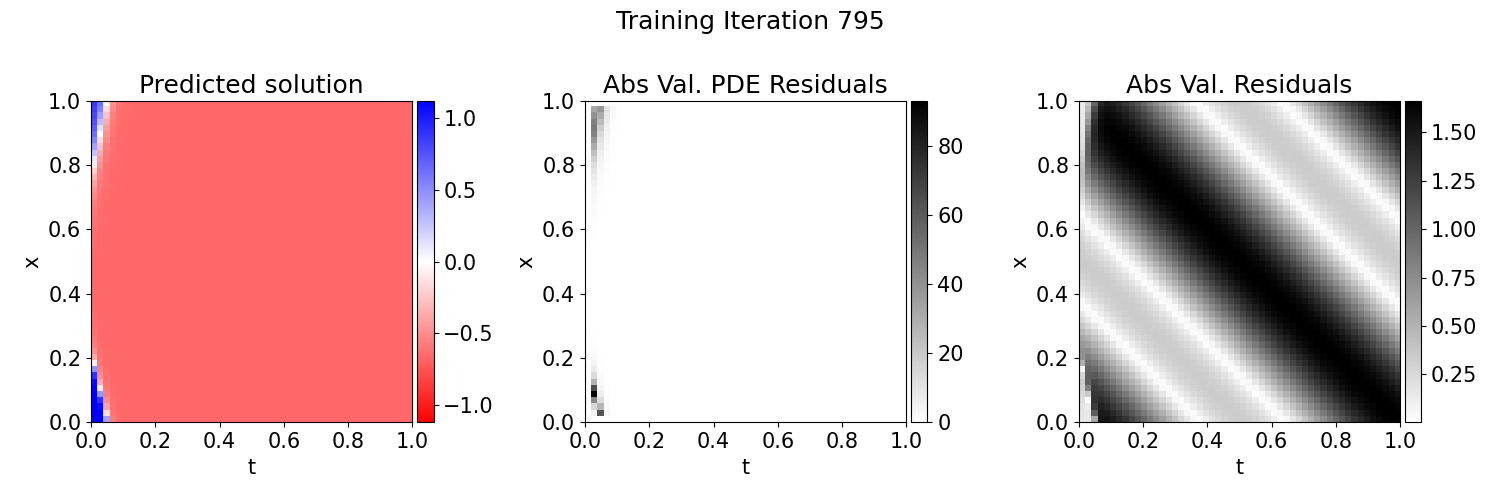 Training Iteration 795
Predicted solution
Abs Val. PDE Residuals
Abs Val. Residuals
1.0
0.8
0.6
0.4
0.2
0.0
x
0.0 0.2 0.4 0.6 0.8 1.0
t
1.0
0.5
0.0
−0.5
−1.0
1.0
0.8
0.6
0.4
0.2
0.0
x
0.0 0.2 0.4 0.6 0.8 1.0
t
80
60
40
20
0
1.0
0.8
0.6
0.4
0.2
0.0
x
0.0 0.2 0.4 0.6 0.8 1.0
t
1.50
1.25
1.00
0.75
0.50
0.25